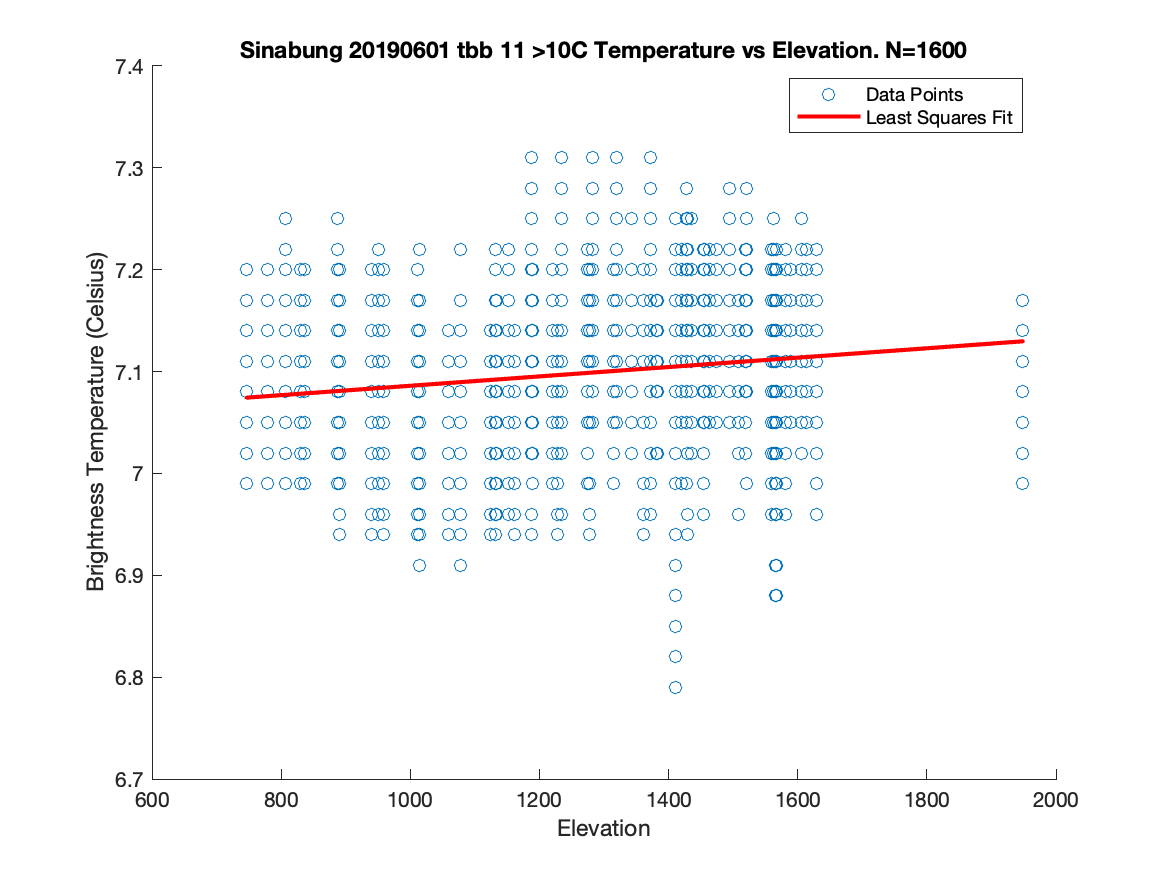 Sinabung 20190601 tbb 11 >10C Temperature vs Elevation. N=1600
Data Points
Least Squares Fit
7.4
7.3
7.2
7.1
7
6.9
6.8
6.7
Brightness Temperature (Celsius)
600 800 1000 1200 1400 1600 1800 2000
Elevation